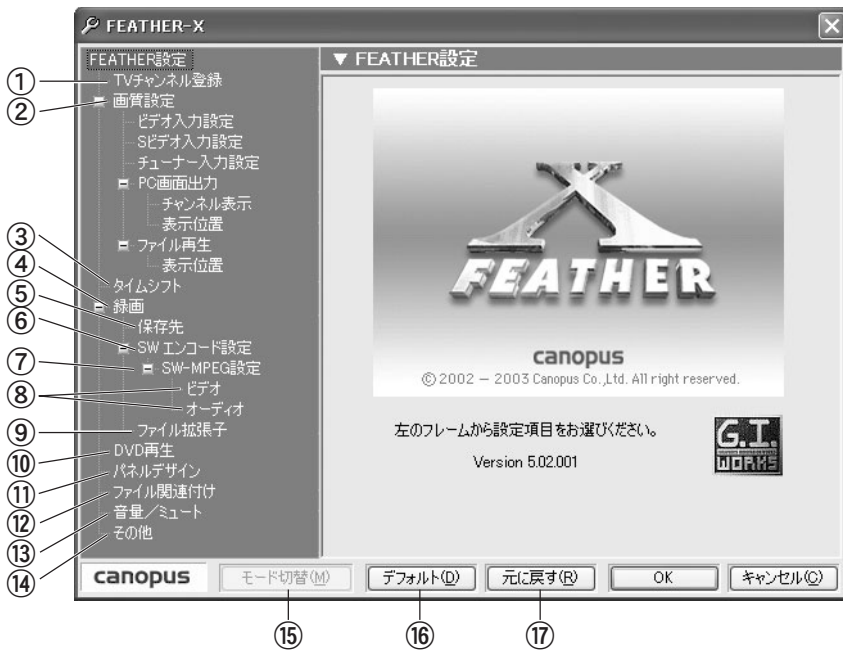 FEATHER-X
FEATHER設定
① TVチャンネル登録
② 画質設定
ビデオ入力設定
Sビデオ入力設定
チューナー入力設定
PC画面出力
チャンネル表示
表示位置
ファイル再生
表示位置
③ タイムシフト
④ 録画
⑤ 保存先
⑥ SW エンコード設定
⑦ SW-MPEG設定
⑧ ビデオ
オーディオ
⑨ ファイル拡張子
⑩ DVD再生
⑪ パネルデザイン
⑫ ファイル関連付け
⑬ 音量／ミュート
⑭ その他
▼ FEATHER設定
X
FEATHER
canopus
© 2002 – 2003 Canopus Co.,Ltd. All right reserved.
左のフレームから設定項目をお選びください。
Version 5.02.001
G.I.
WORKS
canopus
モード切替(M)
デフォルト(D)
元に戻す(R)
OK
キャンセル(C)
⑮ ⑯ ⑰